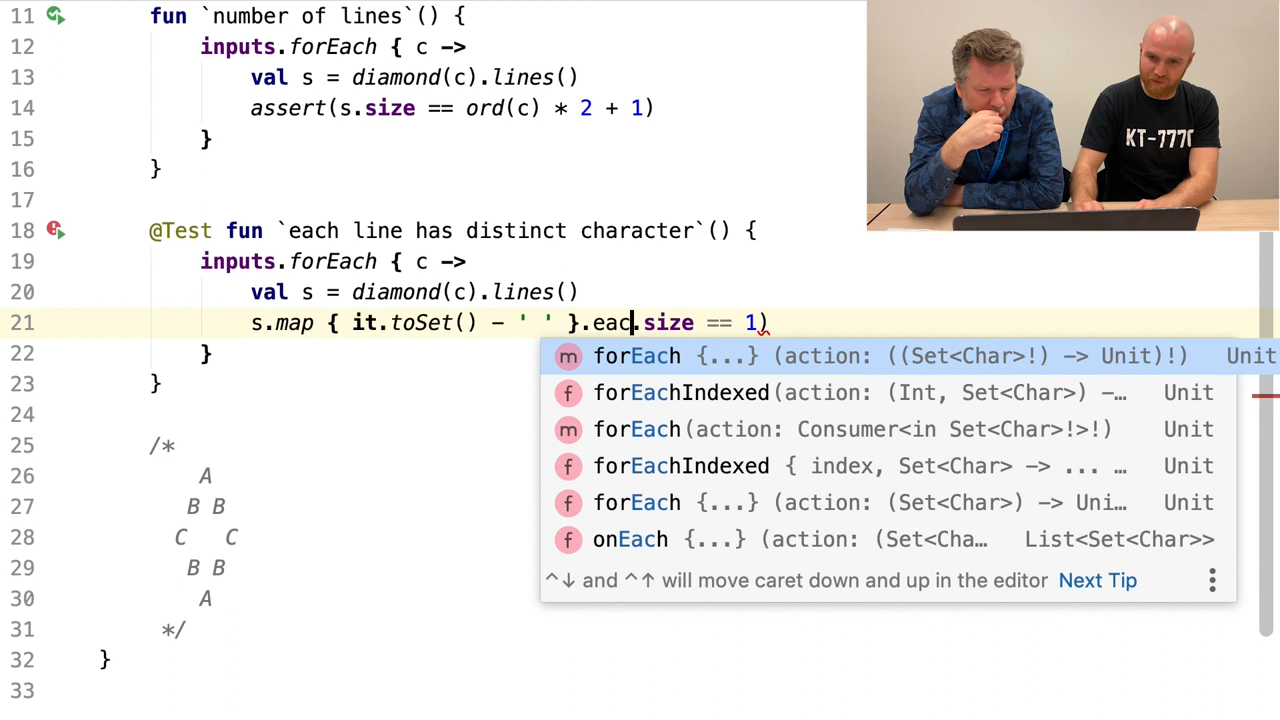 11 fun `number of lines`() {
12 inputs.forEach { c ->
13 val s = diamond(c).lines()
14 assert(s.size == ord(c) * 2 + 1)
15 }
16 }
17
18 @Test fun `each line has distinct character`() {
19 inputs.forEach { c ->
20 val s = diamond(c).lines()
21 s.map { it.toSet() - ' ' }.eac.size == 1)
22 }
23 }
24
25 /*
26 A
27 B B
28 C   C
29 B B
30 A
31 */
32 }
33
m forEach {...} (action: ((Set<Char>!) -> Unit)!) Unit
f forEachIndexed(action: (Int, Set<Char>) -… Unit
m forEach(action: Consumer<in Set<Char>!>!) Unit
f forEachIndexed { index, Set<Char> -> ... … Unit
f forEach {...} (action: (Set<Char>) -> Uni… Unit
f onEach {...} (action: (Set<Cha… List<Set<Char>>
^↓ and ^↑ will move caret down and up in the editor Next Tip